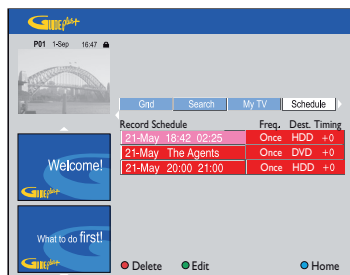 GUIDE plus+
P01 1-Sep 16:47
Grid Search My TV Schedule
Record Schedule Freq. Dest. Timing
21-May 18:42 02:25 Once HDD +0
21-May The Agents Once DVD +0
21-May 20:00 21:00 Once HDD +0
Welcome!
GUIDE plus+
What to do first!
GUIDE plus+
Delete Edit Home